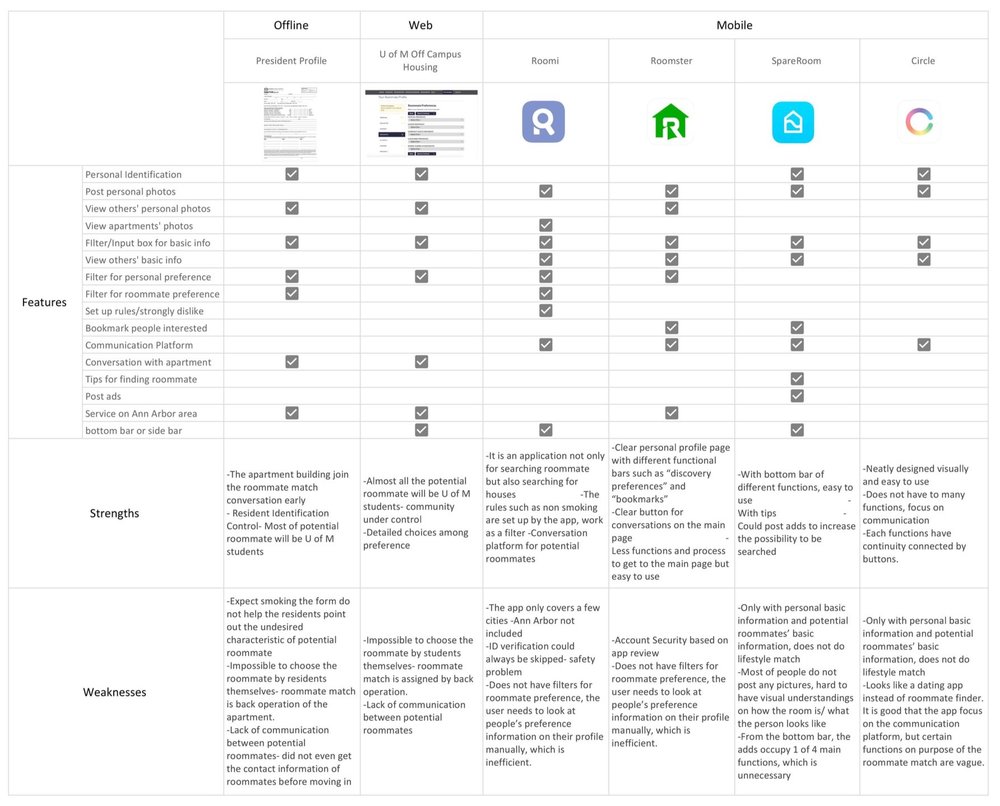 Offline
Web
Mobile
President Profile
U of M Off Campus
Housing
Roomi
Roomster
SpareRoom
Circle
Features
Personal Identification
Post personal photos
View others' personal photos
View apartments' photos
FIlter/Input box for basic info
View others' basic info
Filter for personal preference
Filter for roommate preference
Set up rules/strongly dislike
Bookmark people interested
Communication Platform
Conversation with apartment
Tips for finding roommate
Post ads
Service on Ann Arbor area
bottom bar or side bar
Strengths
-The apartment building join
the roommate match
conversation early
- Resident Identification
Control- Most of potential
roommate will be U of M
students
-Almost all the potential
roommate will be U of M
students- community
under control
-Detailed choices among
preference
-It is an application not only
for searching roommate
but also searching for
houses -The
rules such as non smoking
are set up by the app, work
as a filter -Conversation
platform for potential
roommates
-Clear personal profile page
with different functional
bars such as “discovery
preferences” and
“bookmarks”
-Clear button for
conversations on the main
page -
Less functions and process
to get to the main page but
easy to use
-With bottom bar of
different functions, easy to
use -
With tips -
Could post adds to increase
the possibility to be
searched
-Neatly designed visually
and easy to use
-Does not have to many
functions, focus on
communication
-Each functions have
continuity connected by
buttons.
Weaknesses
-Expect smoking the form do
not help the residents point
out the undesired
characteristic of potential
roommate
-Impossible to choose the
roommate by residents
themselves- roommate match
is back operation of the
apartment.
-Lack of communication
between potential
roommates- did not even get
the contact information of
roommates before moving in
-Impossible to choose the
roommate by students
themselves- roommate
match is assigned by back
operation.
-Lack of communication
between potential
roommates
-The app only covers a few
cities -Ann Arbor not
included
-ID verification could
always be skipped- safety
problem
-Does not have filters for
roommate preference, the
user needs to look at
people’s preference
information on their profile
manually, which is
inefficient.
-Account Security based on
app review
-Does not have filters for
roommate preference, the
user needs to look at
people’s preference
information on their profile
manually, which is
inefficient.
-Only with personal basic
information and potential
roommates’ basic
information, does not do
lifestyle match
-Most of people do not
post any pictures, hard to
have visual understandings
on how the room is/ what
the person looks like
-From the bottom bar, the
adds occupy 1 of 4 main
functions, which is
unnecessary
-Only with personal basic
information and potential
roommates’ basic
information, does not do
lifestyle match
-Looks like a dating app
instead of roommate finder.
It is good that the app focus
on the communication
platform, but certain
functions on purpose of the
roommate match are vague.